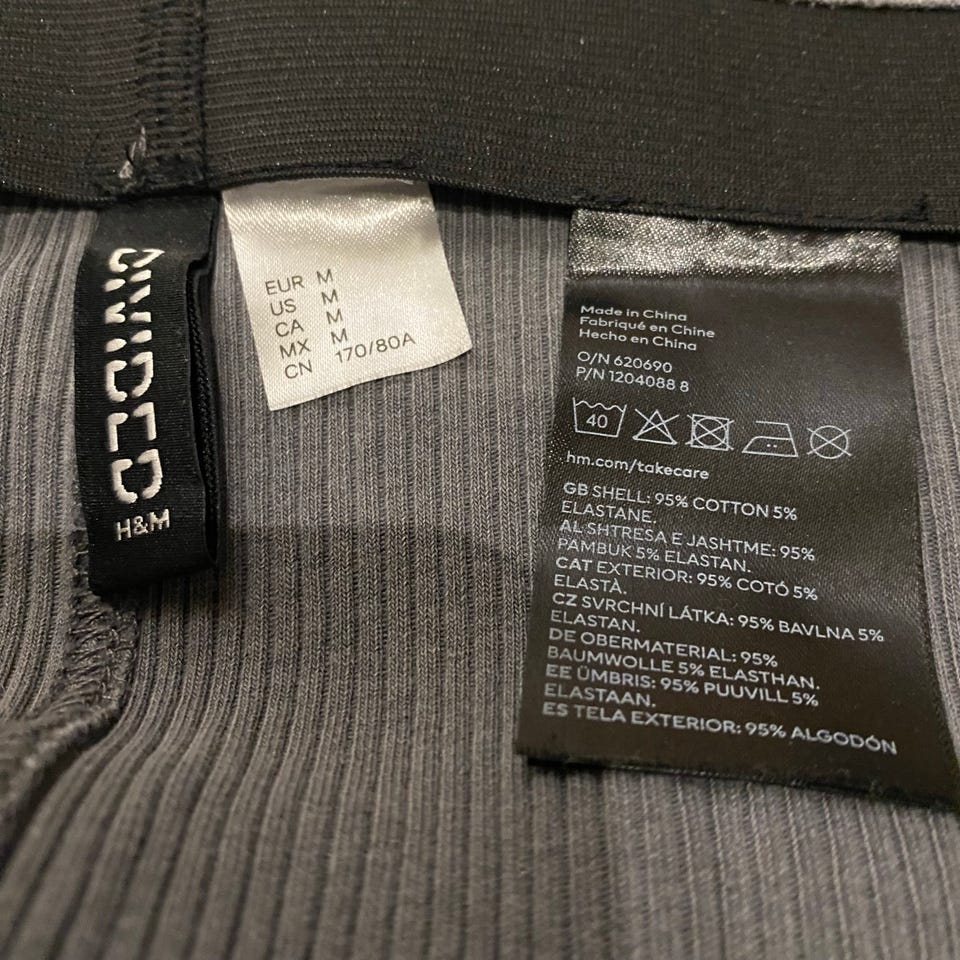 DIVIDED
H&M
EUR M
US M
CA M
MX M
CN 170/80A
Made in China
Fabriqué en Chine
Hecho en China
O/N 620690
P/N 1204088 8
40
hm.com/takecare
GB SHELL: 95% COTTON 5%
ELASTANE.
AL SHTRESA E JASHTME: 95%
PAMBUK 5% ELASTAN.
CAT EXTERIOR: 95% COTÓ 5%
ELASTÀ.
CZ SVRCHNÍ LÁTKA: 95% BAVLNA 5%
ELASTAN.
DE OBERMATERIAL: 95%
BAUMWOLLE 5% ELASTHAN.
EE ÜMBRIS: 95% PUUVILL 5%
ELASTAAN.
ES TELA EXTERIOR: 95% ALGODÓN